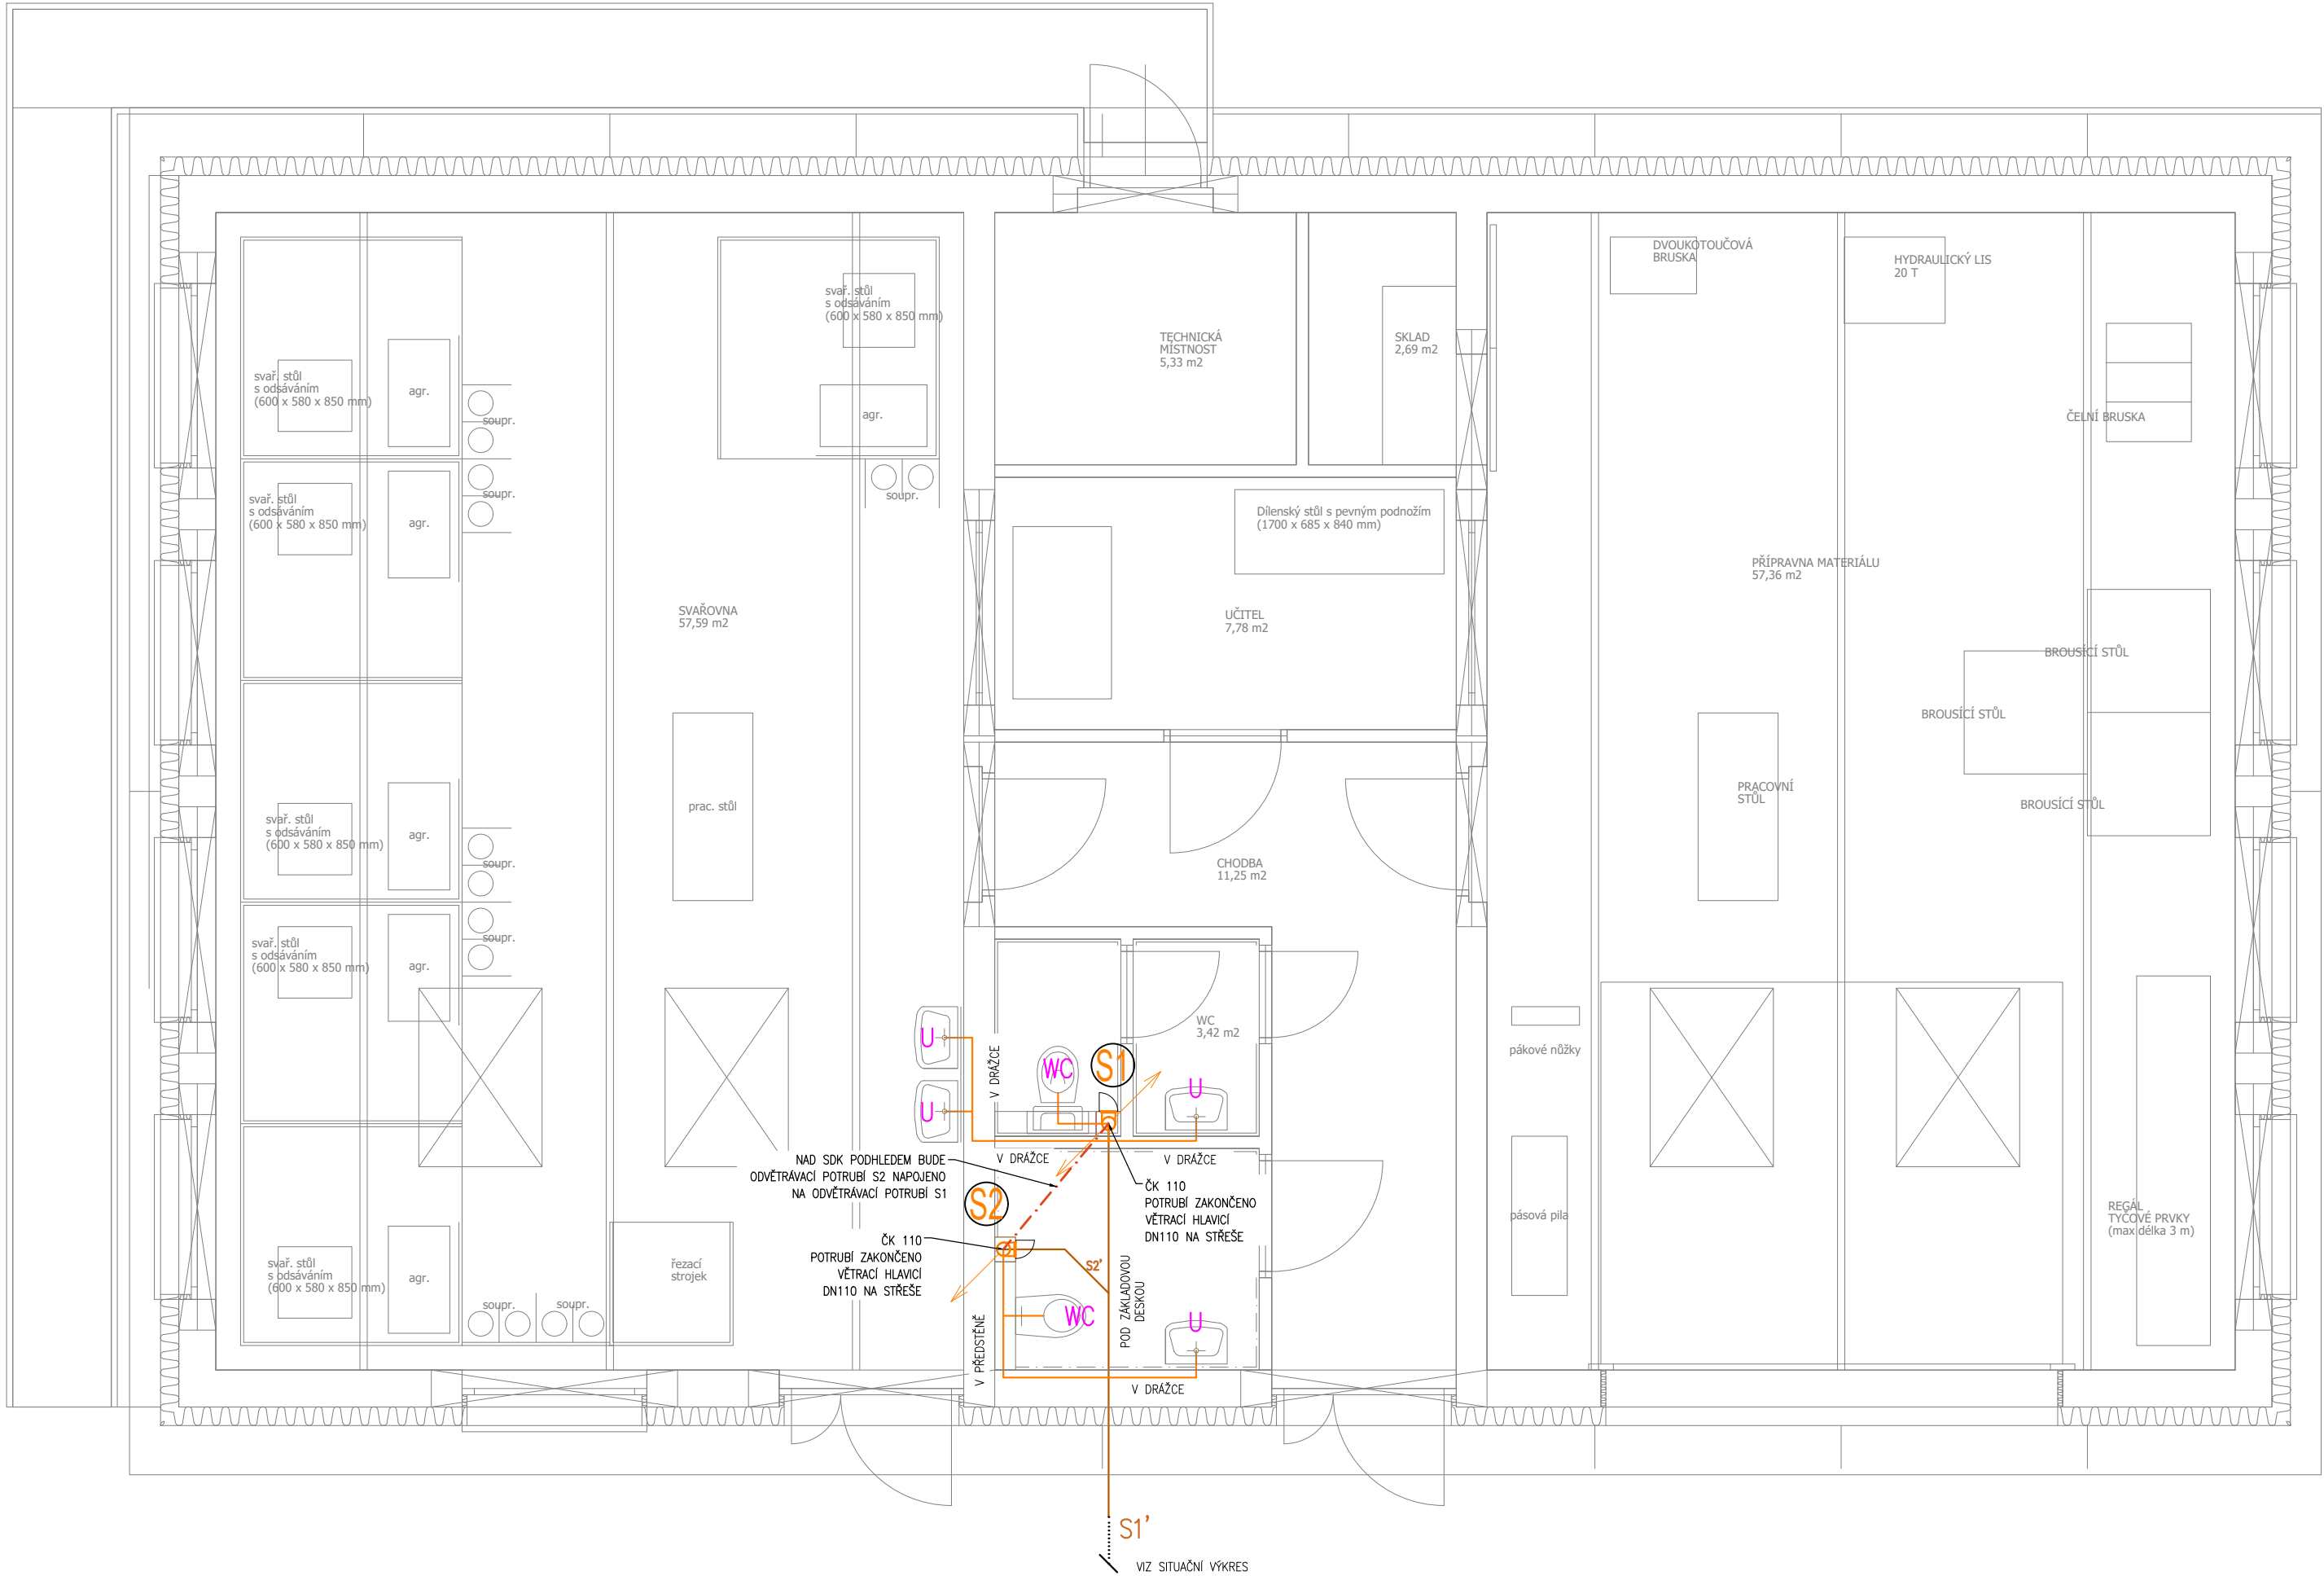 svař. stůl
s odsáváním
(600 x 580 x 850 mm)
agr.
soupr.
svař. stůl
s odsáváním
(600 x 580 x 850 mm)
agr.
soupr.
svař. stůl
s odsáváním
(600 x 580 x 850 mm)
agr.
soupr.
SVAŘOVNA
57,59 m2
prac. stůl
svař. stůl
s odsáváním
(600 x 580 x 850 mm)
agr.
soupr.
svař. stůl
s odsáváním
(600 x 580 x 850 mm)
agr.
soupr.
svař. stůl
s odsáváním
(600 x 580 x 850 mm)
agr.
soupr.
soupr.
řezací
strojek
TECHNICKÁ
MÍSTNOST
5,33 m2
SKLAD
2,69 m2
Dílenský stůl s pevným podnožím
(1700 x 685 x 840 mm)
UČITEL
7,78 m2
CHODBA
11,25 m2
WC
3,42 m2
U
U
V DRÁŽCE
WC
S1
U
V DRÁŽCE
V DRÁŽCE
NAD SDK PODHLEDEM BUDE
ODVĚTRÁVACÍ POTRUBÍ S2 NAPOJENO
NA ODVĚTRÁVACÍ POTRUBÍ S1
S2
ČK 110
POTRUBÍ ZAKONČENO
VĚTRACÍ HLAVICÍ
DN110 NA STŘEŠE
ČK 110
POTRUBÍ ZAKONČENO
VĚTRACÍ HLAVICÍ
DN110 NA STŘEŠE
S2'
POD ZÁKLADOVOU
DESKOU
WC
U
V PŘEDSTĚNĚ
V DRÁŽCE
S1'
VIZ SITUAČNÍ VÝKRES
DVOUKOTOUČOVÁ
BRUSKA
HYDRAULICKÝ LIS
20 T
ČELNÍ BRUSKA
PŘÍPRAVNA MATERIÁLU
57,36 m2
BROUSÍCÍ STŮL
BROUSÍCÍ STŮL
BROUSÍCÍ STŮL
PRACOVNÍ
STŮL
pákové nůžky
pásová pila
REGÁL
TYČOVÉ PRVKY
(max délka 3 m)